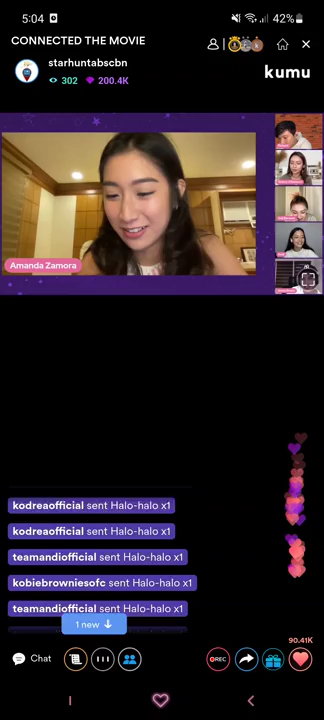 5:04
42%
CONNECTED THE MOVIE
starhuntabscbn
302 200.4K
kumu
Amanda Zamora
kodreaofficial sent Halo-halo x1
kodreaofficial sent Halo-halo x1
teamandiofficial sent Halo-halo x1
kobiebrowniesofc sent Halo-halo x1
teamandiofficial sent Halo-halo x1
1 new
90.41K
Chat
REC